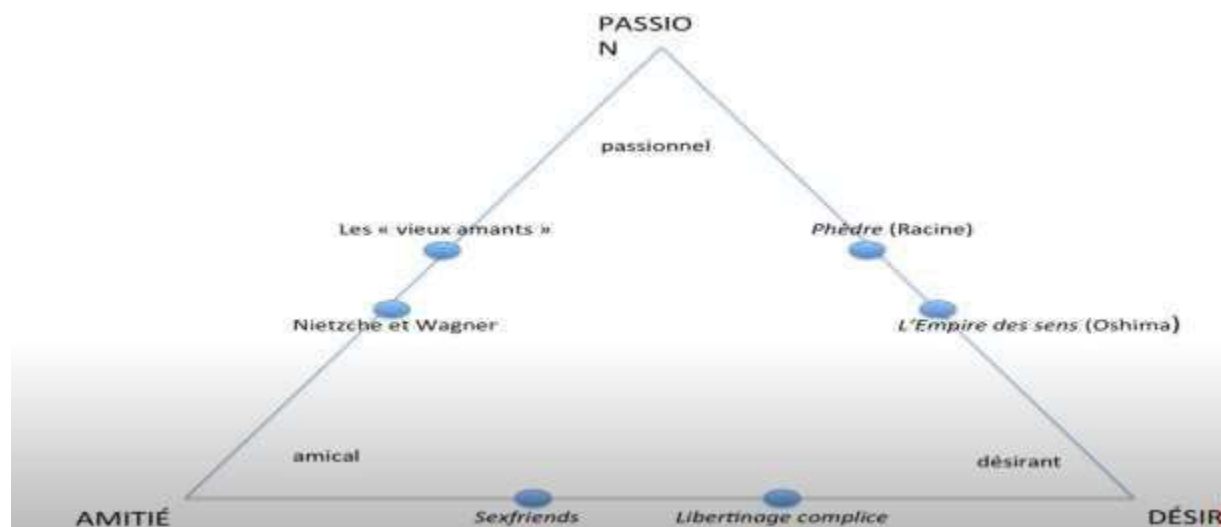 PASSIO
N
passionnel
Les « vieux amants »
Phèdre (Racine)
Nietzche et Wagner
L'Empire des sens (Oshima)
amical
désirant
AMITIÉ
Sexfriends
Libertinage complice
DÉSIR